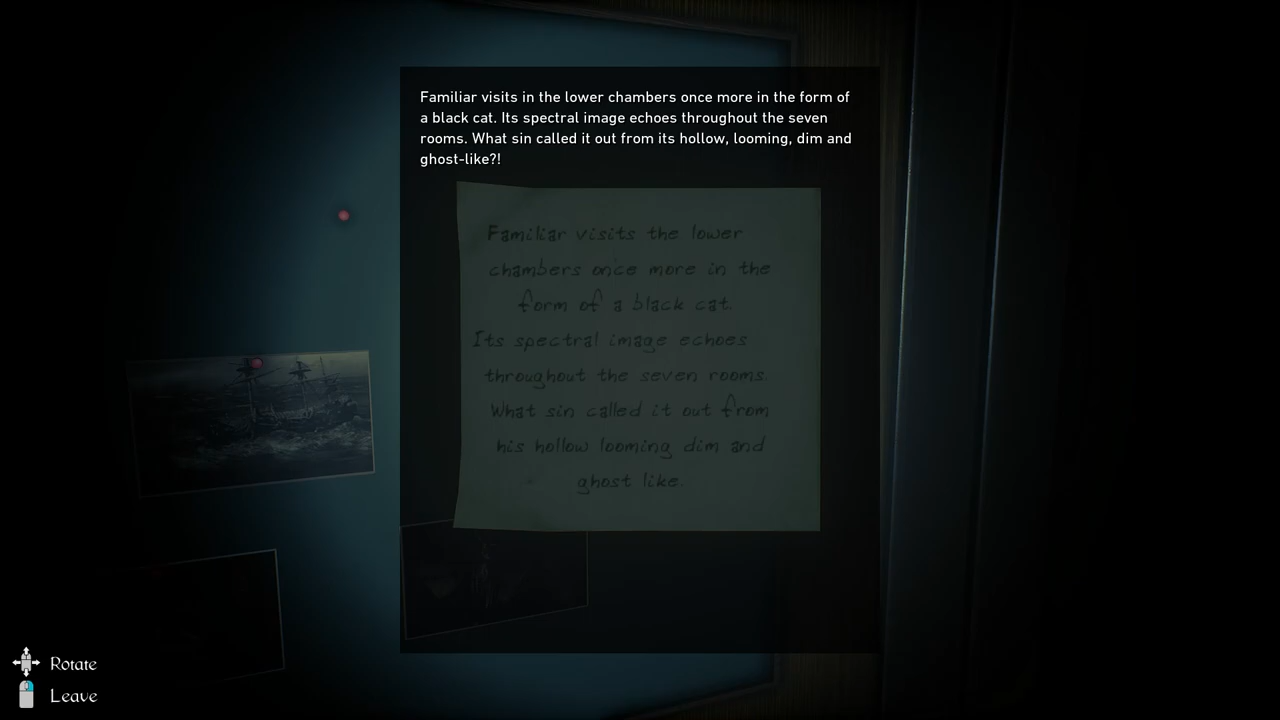 Familiar visits in the lower chambers once more in the form of
a black cat. Its spectral image echoes throughout the seven
rooms. What sin called it out from its hollow, looming, dim and
ghost-like?!
Familiar visits the lower
chambers once more in the
form of a black cat.
Its spectral image echoes
throughout the seven rooms.
What sin called it out from
his hollow looming dim and
ghost like.
Rotate
Leave